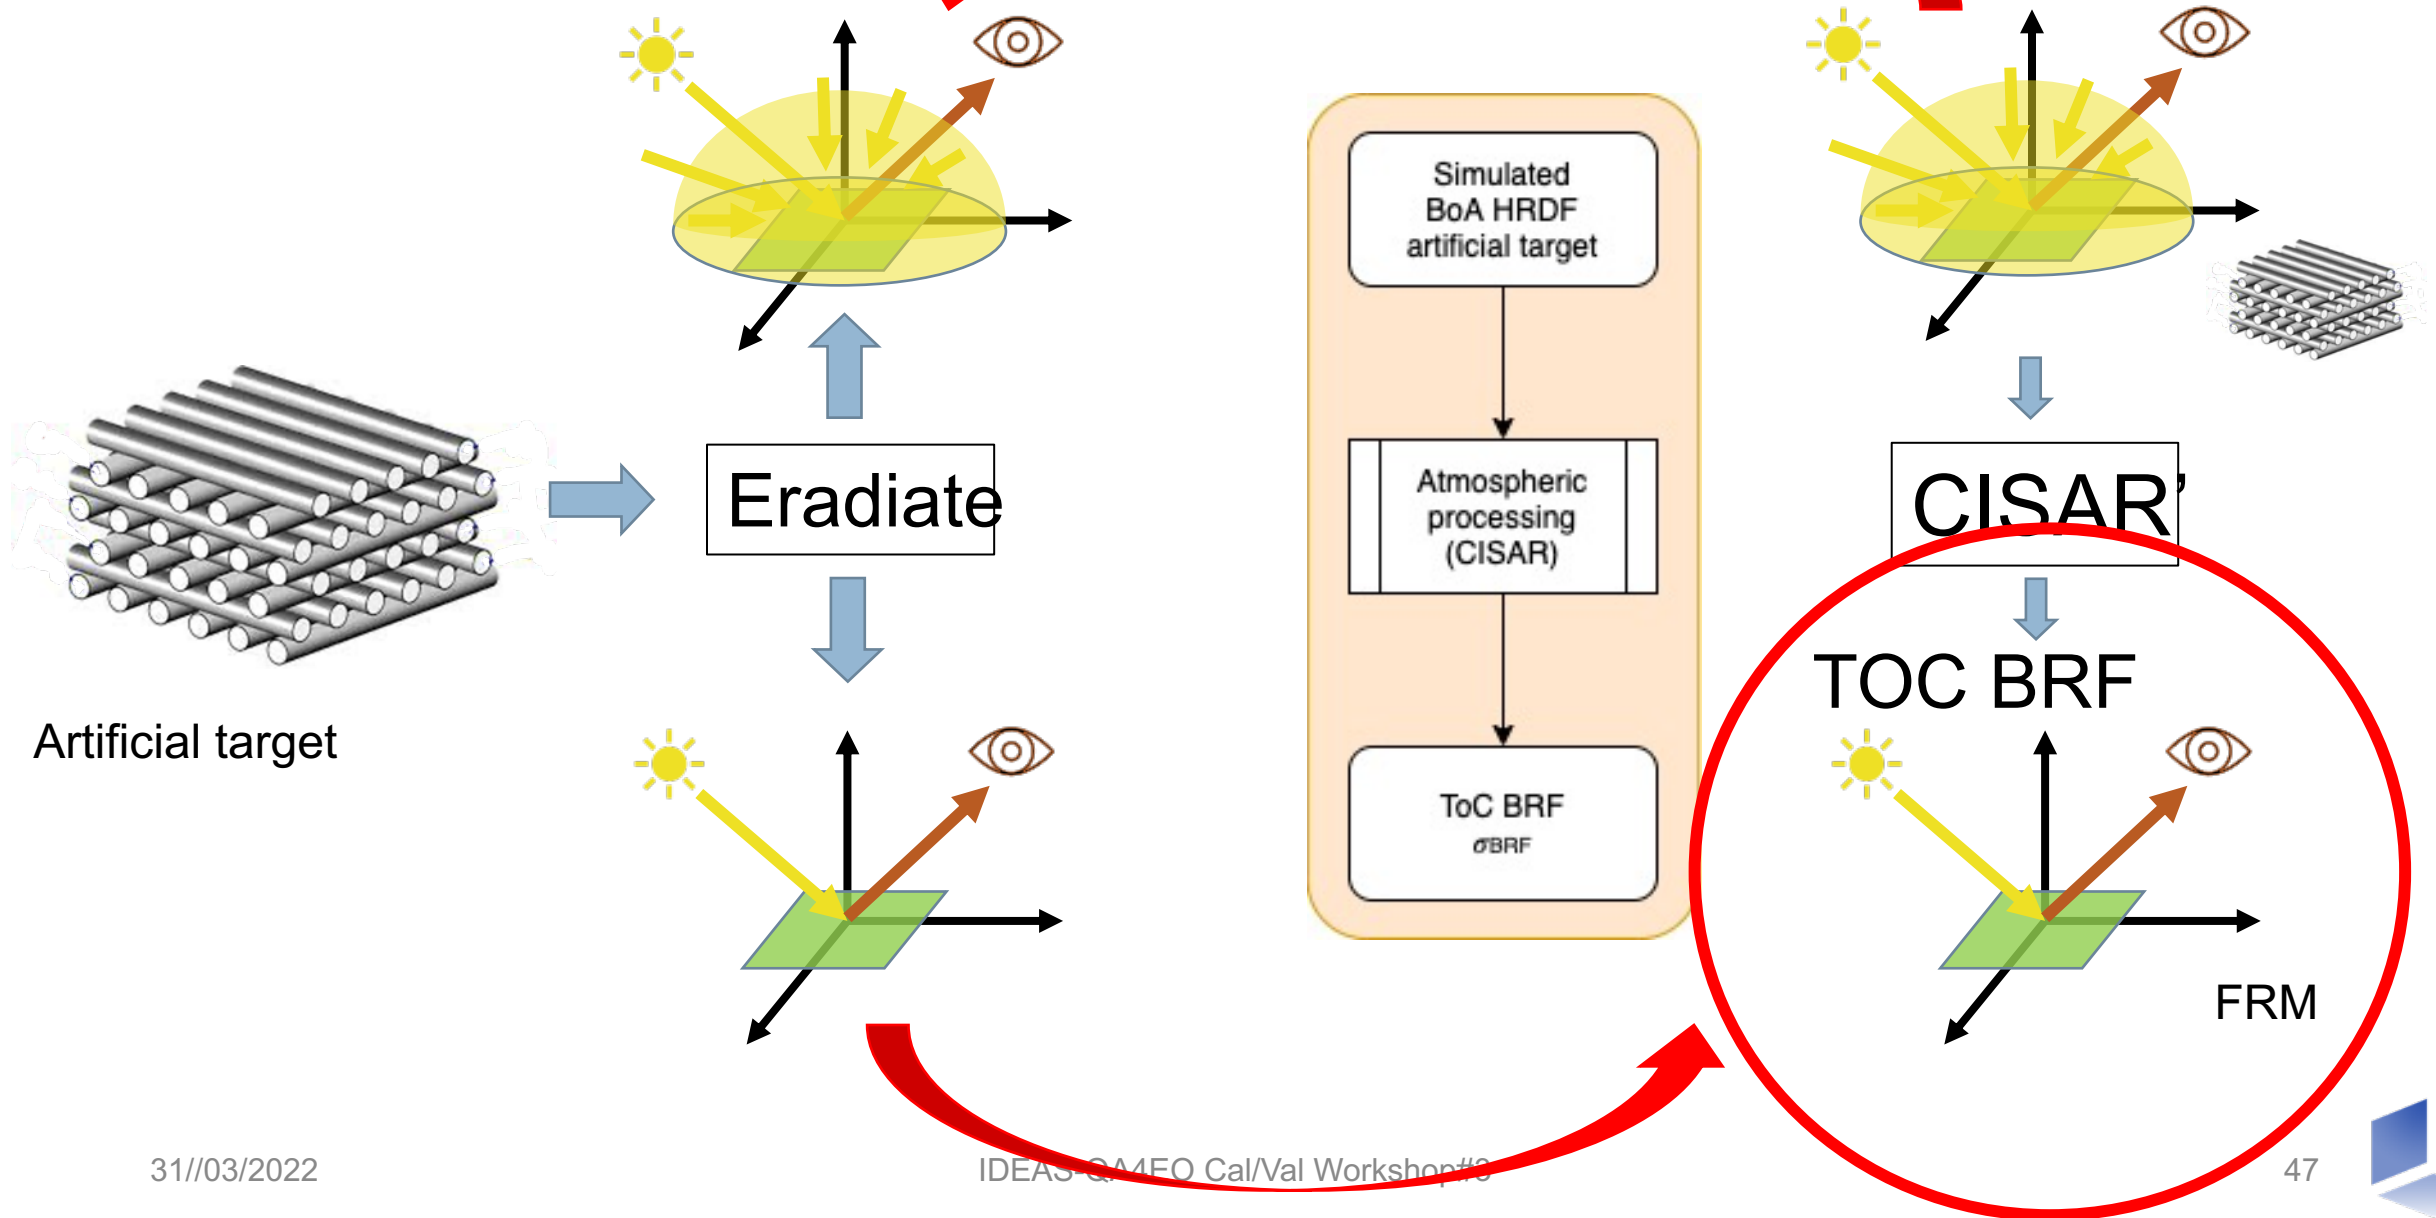 Simulated
BoA HRDF
artificial target
Eradiate
Atmospheric
processing
(CISAR)
CISAR’
TOC BRF
Artificial target
ToC BRF
σBRF
FRM
31//03/2022
IDEAS-QA4EO Cal/Val Workshop#3
47